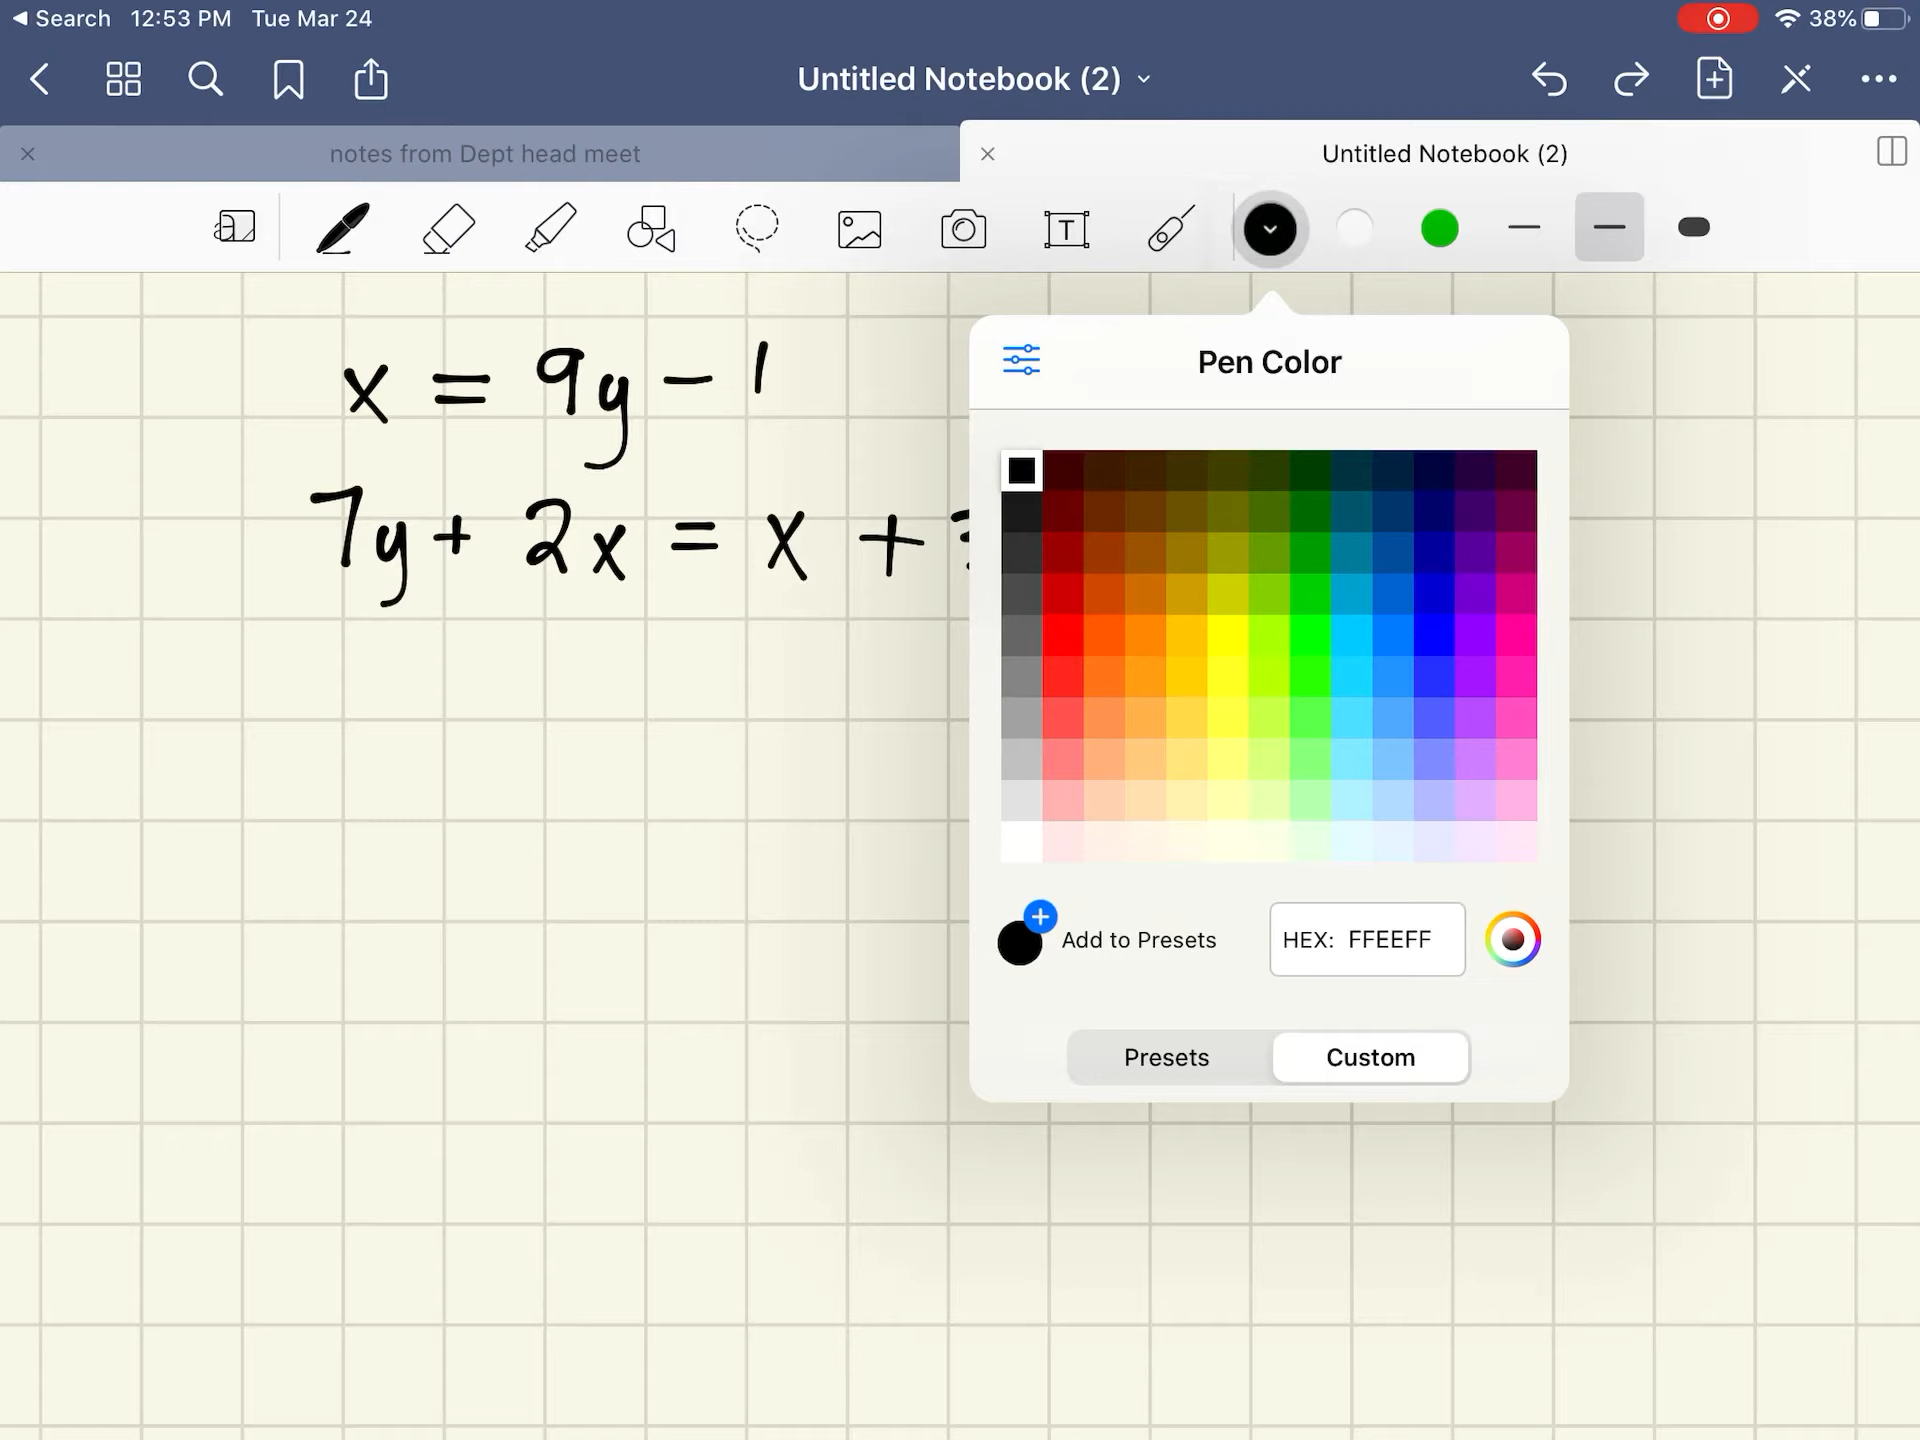 Search 12:53 PM Tue Mar 24 38%
Untitled Notebook (2)
notes from Dept head meet Untitled Notebook (2)
a T
x = 9y - 1
7y + 2x = x +
Pen Color
Add to Presets HEX: FFEEFF
Presets Custom